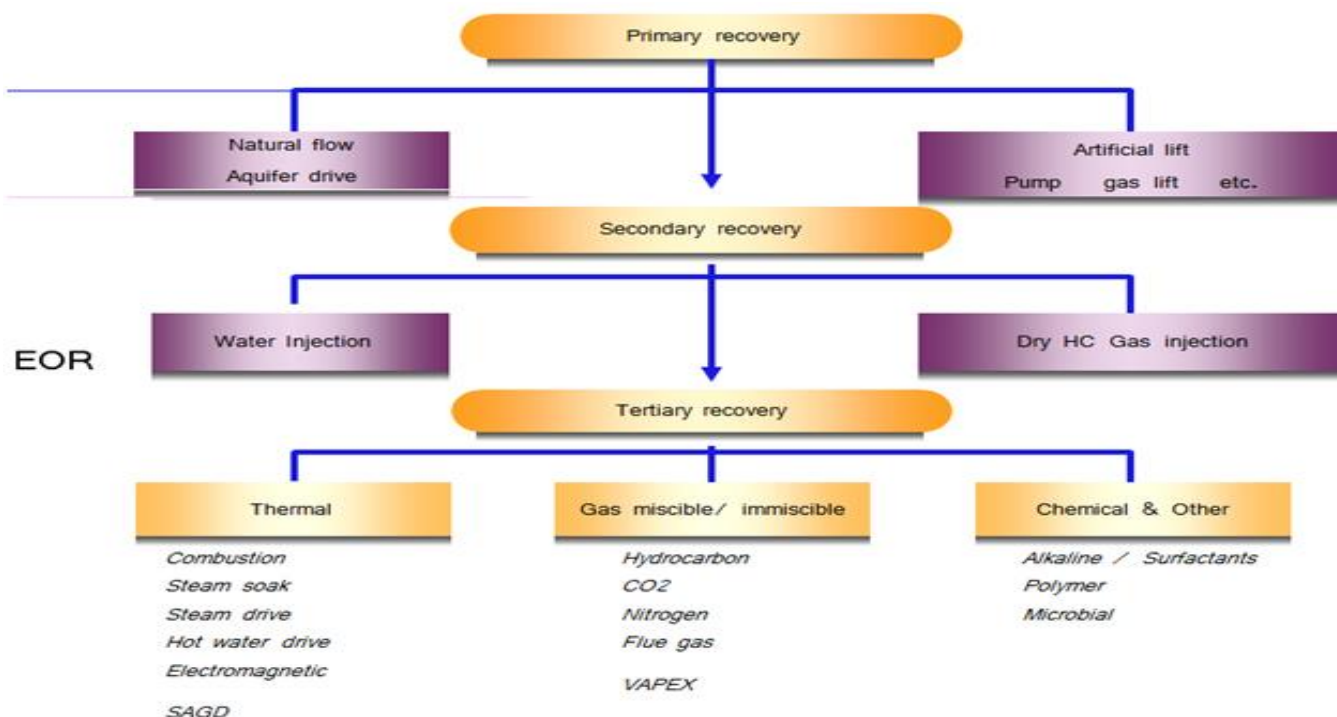 Primary recovery
Natural flow
Aquifer drive
Artificial lift
Pump gas lift etc.
Secondary recovery
Water Injection
Dry HC Gas injection
EOR
Tertiary recovery
Thermal
Combustion
Steam soak
Steam drive
Hot water drive
Electromagnetic
SAGD
Gas miscible/ immiscible
Hydrocarbon
CO2
Nitrogen
Flue gas
VAPEX
Chemical & Other
Alkaline / Surfactants
Polymer
Microbial